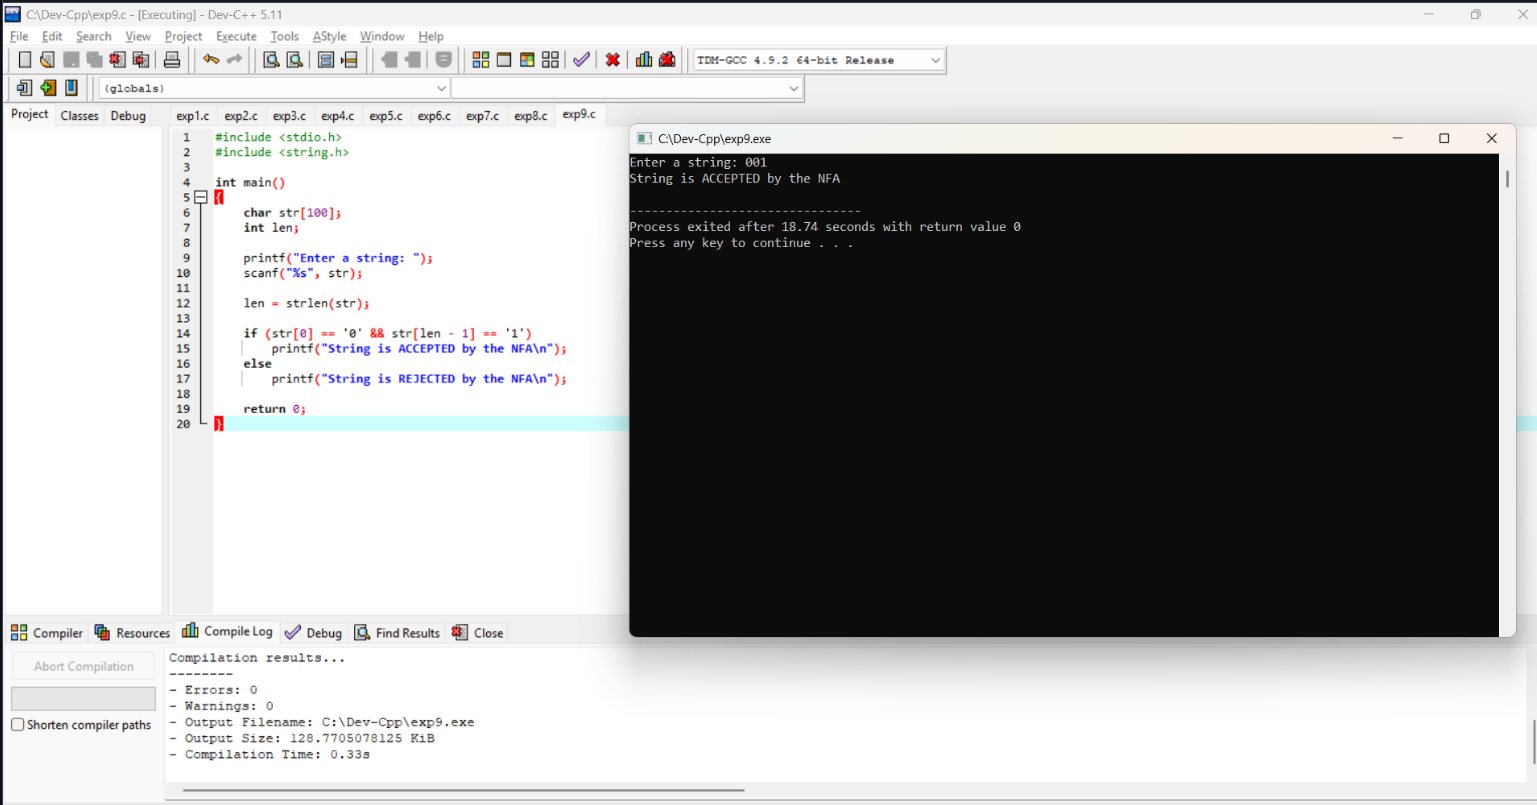 C:\Dev-Cpp\exp9.c - [Executing] - Dev-C++ 5.11
File Edit Search View Project Execute Tools AStyle Window Help
TDM-GCC 4.9.2 64-bit Release
(globals)
Project Classes Debug
exp1.c exp2.c exp3.c exp4.c exp5.c exp6.c exp7.c exp8.c exp9.c
1 #include <stdio.h>
2 #include <string.h>
3
4 int main()
5 {
6 char str[100];
7 int len;
8
9 printf("Enter a string: ");
10 scanf("%s", str);
11
12 len = strlen(str);
13
14 if (str[0] == '0' && str[len - 1] == '1')
15 printf("String is ACCEPTED by the NFA\n");
16 else
17 printf("String is REJECTED by the NFA\n");
18
19 return 0;
20 }
C:\Dev-Cpp\exp9.exe
Enter a string: 001
String is ACCEPTED by the NFA
--------------------------------
Process exited after 18.74 seconds with return value 0
Press any key to continue . . .
Compiler Resources Compile Log Debug Find Results Close
Abort Compilation
Shorten compiler paths
Compilation results...
--------
- Errors: 0
- Warnings: 0
- Output Filename: C:\Dev-Cpp\exp9.exe
- Output Size: 128.7705078125 KiB
- Compilation Time: 0.33s